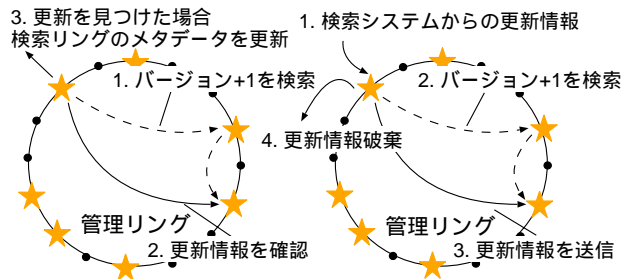 3. 更新を見つけた場合
検索リングのメタデータを更新
1. バージョン+1を検索
管理リング
2. 更新情報を確認
1. 検索システムからの更新情報
2. バージョン+1を検索
4. 更新情報破棄
管理リング
3. 更新情報を送信